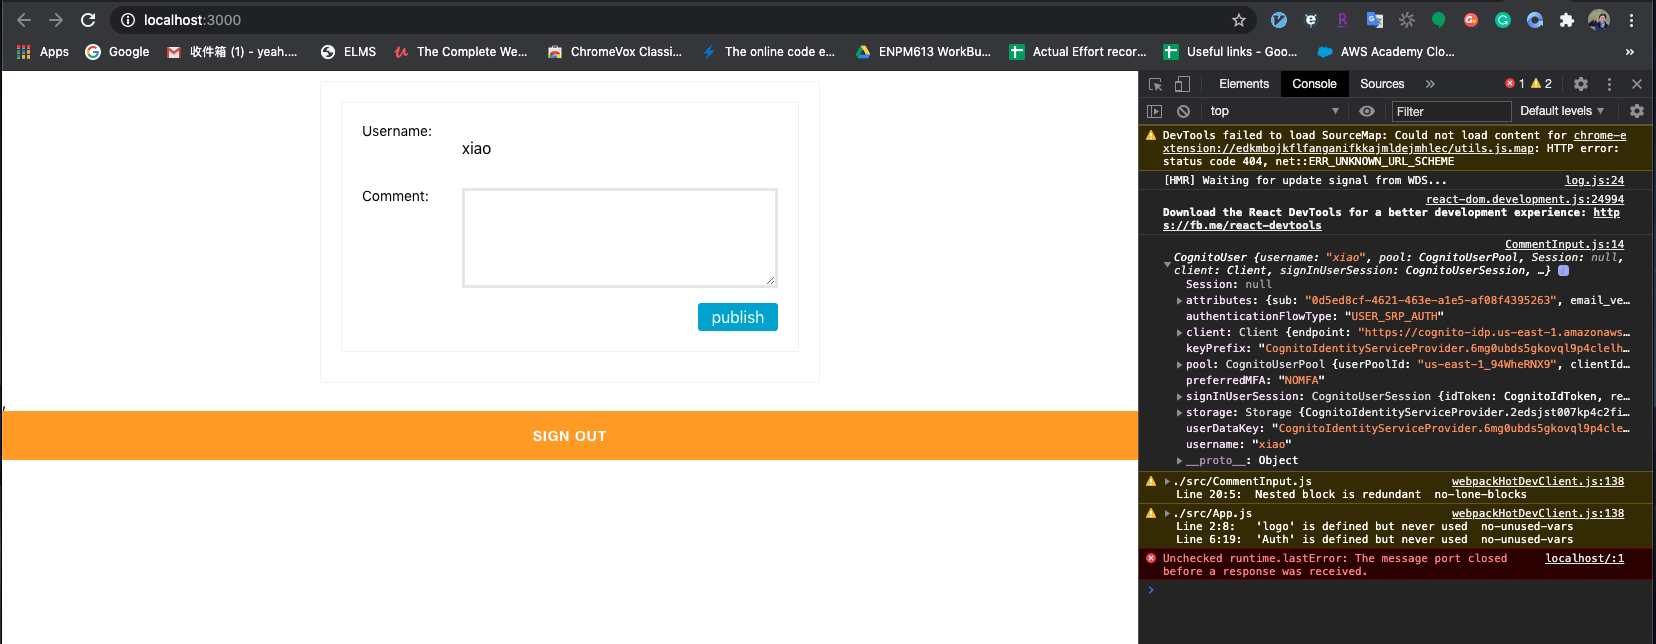 localhost:3000
Apps
Google
收件箱 (1) - yeah....
ELMS
The Complete We...
ChromeVox Classi...
The online code e...
ENPM613 WorkBu...
Actual Effort recor...
Useful links - Goo...
AWS Academy Clo...
»
Username:
xiao
Comment:
publish
,
SIGN OUT
Elements Console Sources » 1 2
top Filter Default levels
DevTools failed to load SourceMap: Could not load content for chrome-e
xtension://edkmbojkflfanganifkkajmldejmhlec/utils.js.map: HTTP error:
status code 404, net::ERR_UNKNOWN_URL_SCHEME
[HMR] Waiting for update signal from WDS... log.js:24
react-dom.development.js:24994
Download the React DevTools for a better development experience: http
s://fb.me/react-devtools
CommentInput.js:14
CognitoUser {username: "xiao", pool: CognitoUserPool, Session: null,
client: Client, signInUserSession: CognitoUserSession, …}
Session: null
attributes: {sub: "0d5ed8cf-4621-463e-a1e5-af08f4395263", email_ve…
authenticationFlowType: "USER_SRP_AUTH"
client: Client {endpoint: "https://cognito-idp.us-east-1.amazonaws…
keyPrefix: "CognitoIdentityServiceProvider.6mg0ubds5gkovql9p4clelh…
pool: CognitoUserPool {userPoolId: "us-east-1_94WheRNX9", clientId…
preferredMFA: "NOMFA"
signInUserSession: CognitoUserSession {idToken: CognitoIdToken, re…
storage: Storage {CognitoIdentityServiceProvider.2edsjst007kp4c2fi…
userDataKey: "CognitoIdentityServiceProvider.6mg0ubds5gkovql9p4cle…
username: "xiao"
__proto__: Object
./src/CommentInput.js webpackHotDevClient.js:138
Line 20:5: Nested block is redundant no-lone-blocks
./src/App.js webpackHotDevClient.js:138
Line 2:8: 'logo' is defined but never used no-unused-vars
Line 6:19: 'Auth' is defined but never used no-unused-vars
Unchecked runtime.lastError: The message port closed localhost/:1
before a response was received.